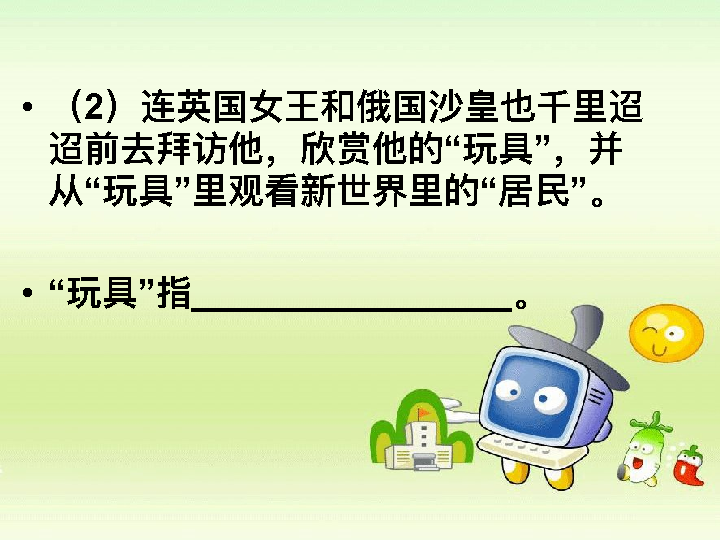 • （2）连英国女王和俄国沙皇也千里迢
迢前去拜访他，欣赏他的“玩具”，并
从“玩具”里观看新世界里的“居民”。
• “玩具”指__________________。